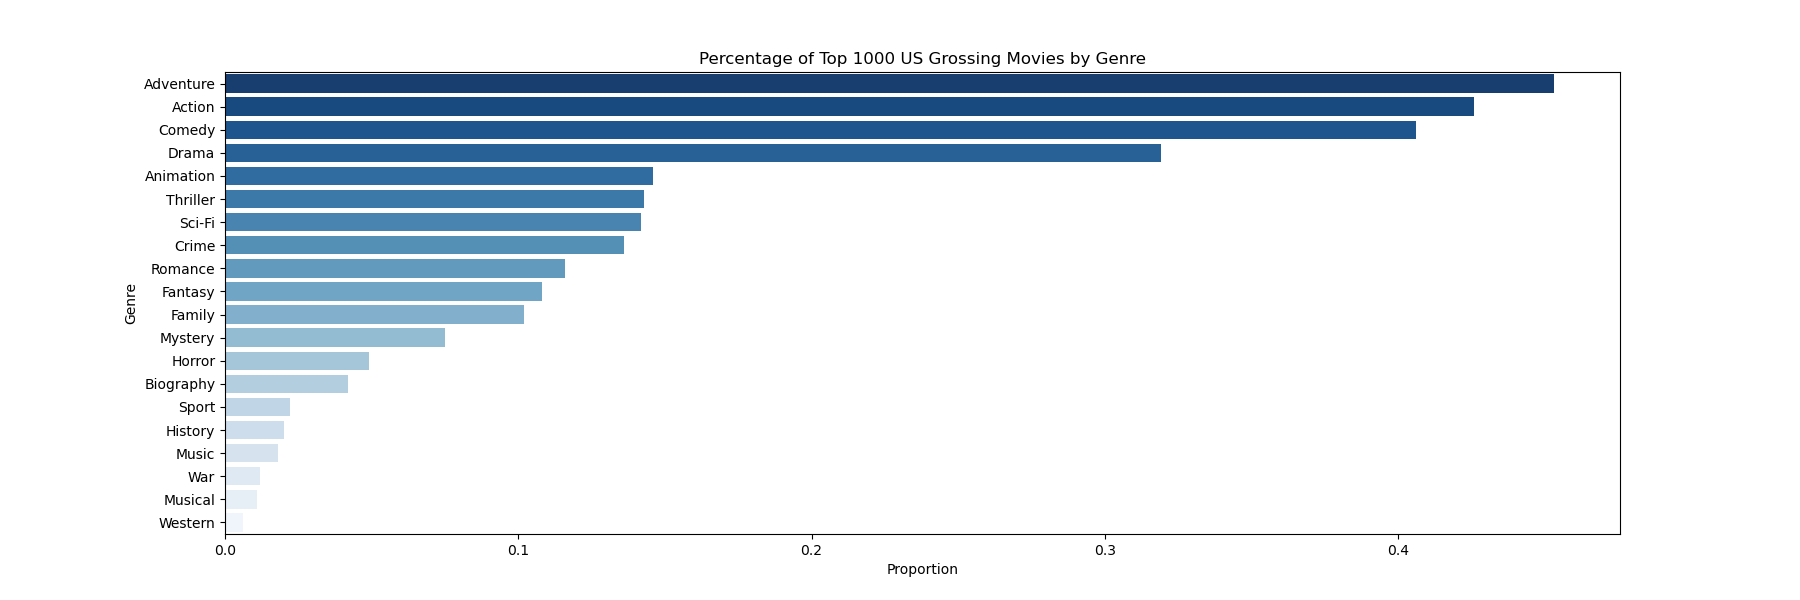 Percentage of Top 1000 US Grossing Movies by Genre
Genre
Adventure
Action
Comedy
Drama
Animation
Thriller
Sci-Fi
Crime
Romance
Fantasy
Family
Mystery
Horror
Biography
Sport
History
Music
War
Musical
Western
0.0 0.1 0.2 0.3 0.4
Proportion